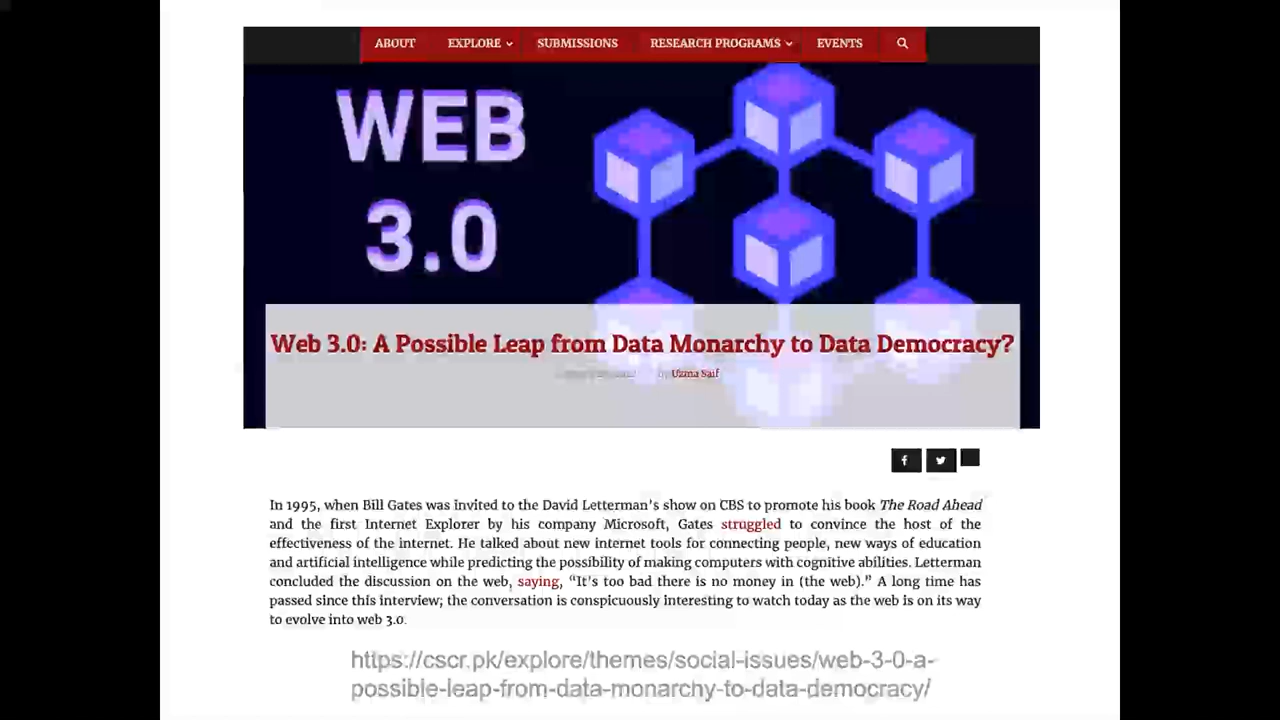 ABOUT EXPLORE SUBMISSIONS RESEARCH PROGRAMS EVENTS
WEB
3.0
Web 3.0: A Possible Leap from Data Monarchy to Data Democracy?
by Uzma Saif
In 1995, when Bill Gates was invited to the David Letterman's show on CBS to promote his book The Road Ahead
and the first Internet Explorer by his company Microsoft, Gates struggled to convince the host of the
effectiveness of the internet. He talked about new internet tools for connecting people, new ways of education
and artificial intelligence while predicting the possibility of making computers with cognitive abilities. Letterman
concluded the discussion on the web, saying, “It's too bad there is no money in (the web).” A long time has
passed since this interview; the conversation is conspicuously interesting to watch today as the web is on its way
to evolve into web 3.0.
https://cscr.pk/explore/themes/social-issues/web-3-0-a-
possible-leap-from-data-monarchy-to-data-democracy/